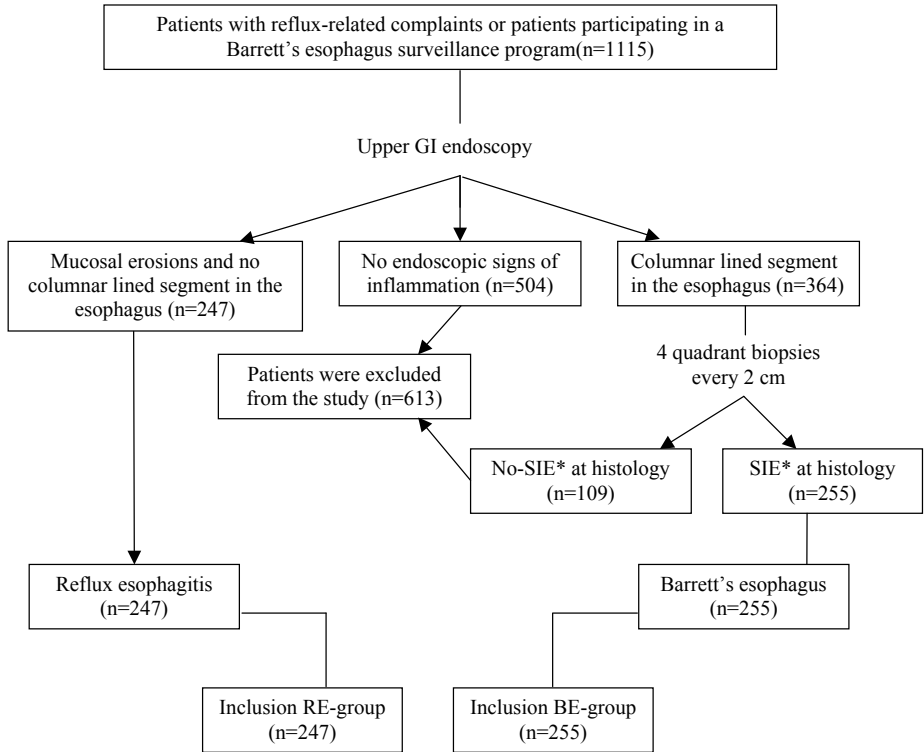 Patients with reflux-related complaints or patients participating in a
Barrett’s esophagus surveillance program(n=1115)
Upper GI endoscopy
Mucosal erosions and no
columnar lined segment in the
esophagus (n=247)
No endoscopic signs of
inflammation (n=504)
Columnar lined segment
in the esophagus (n=364)
4 quadrant biopsies
every 2 cm
Patients were excluded
from the study (n=613)
No-SIE* at histology
(n=109)
SIE* at histology
(n=255)
Reflux esophagitis
(n=247)
Barrett’s esophagus
(n=255)
Inclusion RE-group
(n=247)
Inclusion BE-group
(n=255)